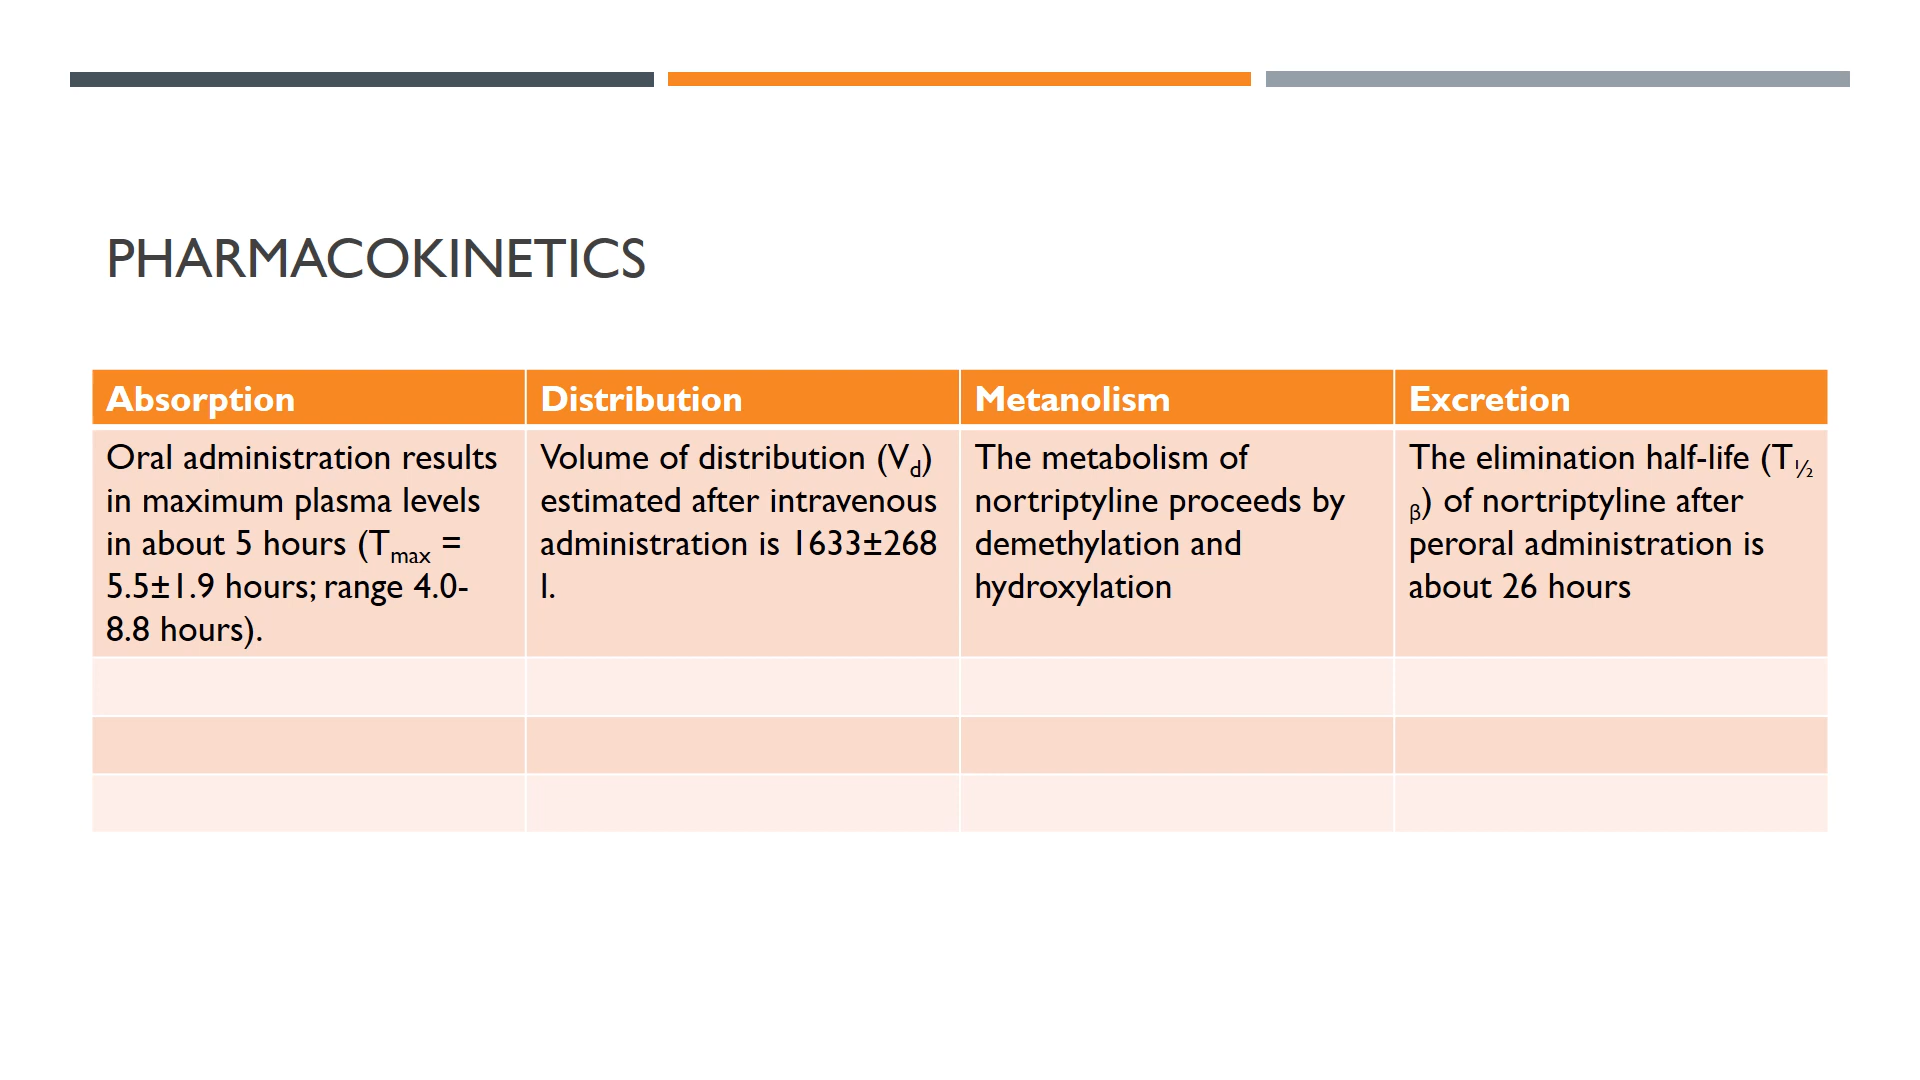 PHARMACOKINETICS
Absorption
Distribution
Metanolism
Excretion
Oral administration results
in maximum plasma levels
in about 5 hours (Tmax =
5.5±1.9 hours; range 4.0-
8.8 hours).
Volume of distribution (Vd)
estimated after intravenous
administration is 1633±268
l.
The metabolism of
nortriptyline proceeds by
demethylation and
hydroxylation
The elimination half-life (T½
β) of nortriptyline after
peroral administration is
about 26 hours